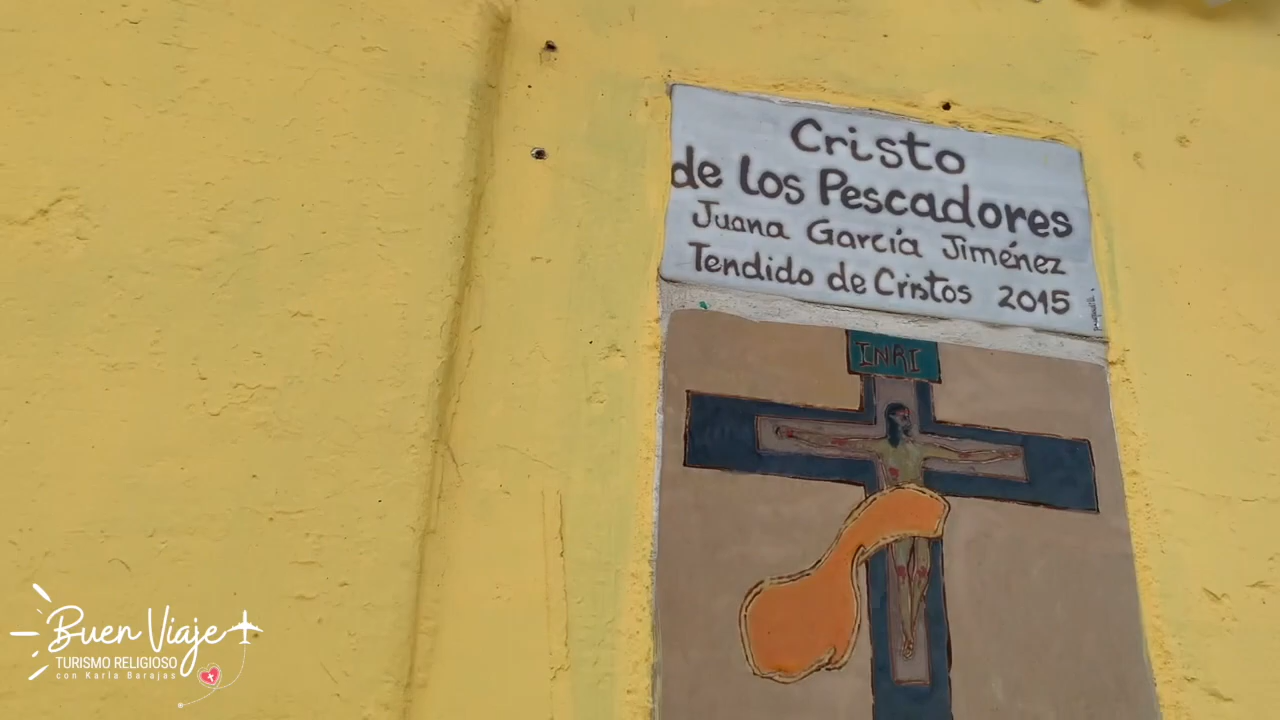 Cristo
de los Pescadores
Juana García Jiménez
Tendido de Cristos 2015
INRI
Buen Viaje
TURISMO RELIGIOSO
con Karla Barajas